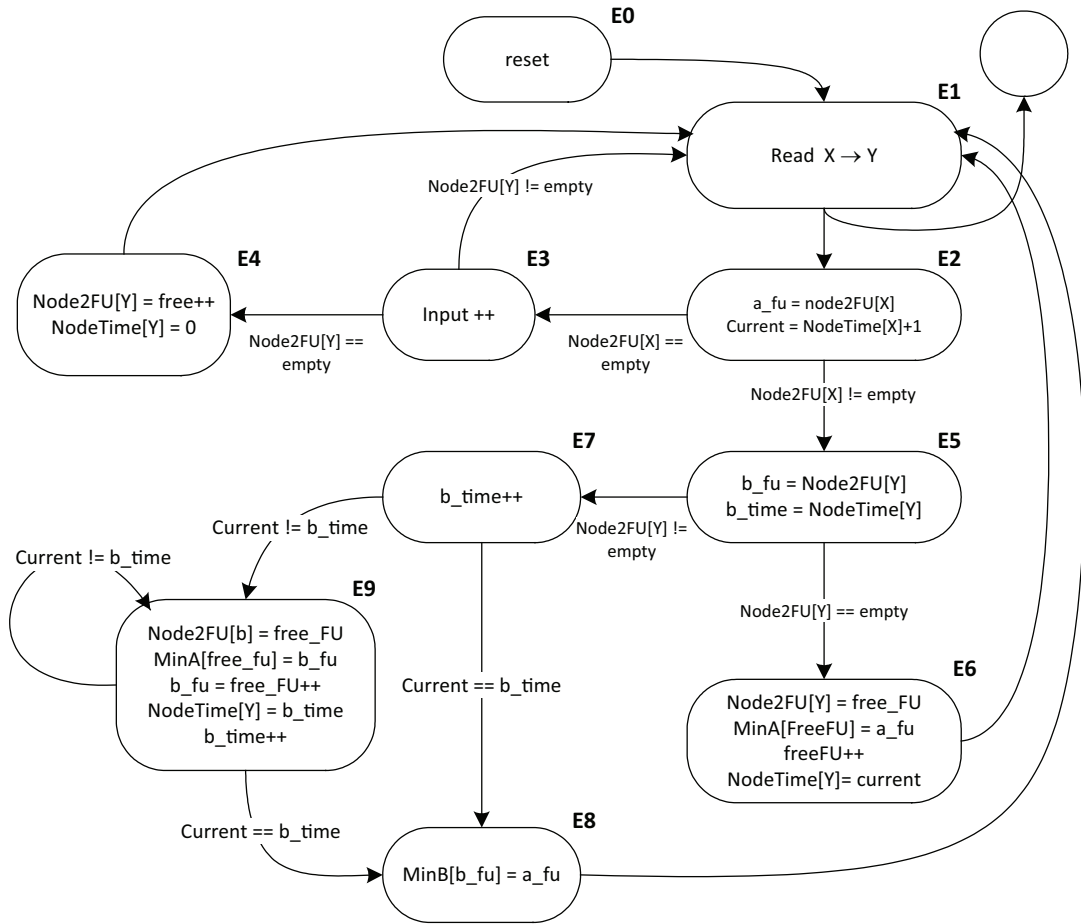 E0
reset
E1
Read X → Y
Node2FU[Y] != empty
E4
Node2FU[Y] = free++
NodeTime[Y] = 0
E3
Input ++
E2
a_fu = node2FU[X]
Current = NodeTime[X]+1
Node2FU[Y] ==
empty
Node2FU[X] ==
empty
Node2FU[X] != empty
E7
b_time++
E5
b_fu = Node2FU[Y]
b_time = NodeTime[Y]
Node2FU[Y] !=
empty
Current != b_time
Current != b_time
E9
Node2FU[b] = free_FU
MinA[free_fu] = b_fu
b_fu = free_FU++
NodeTime[Y] = b_time
b_time++
Node2FU[Y] == empty
Current == b_time
E6
Node2FU[Y] = free_FU
MinA[FreeFU] = a_fu
freeFU++
NodeTime[Y]= current
Current == b_time
E8
MinB[b_fu] = a_fu